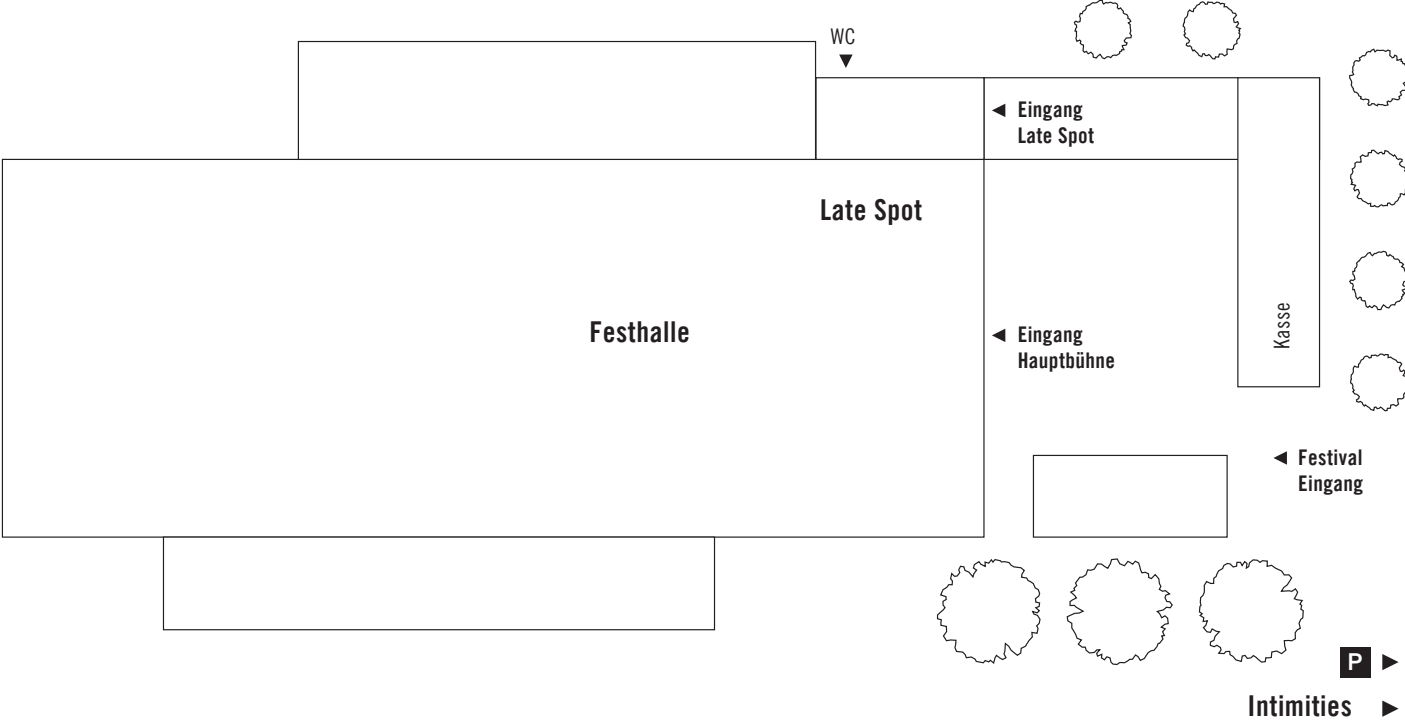 WC
Eingang
Late Spot
Late Spot
Festhalle
Eingang
Hauptbühne
Kasse
Festival
Eingang
P
Intimities